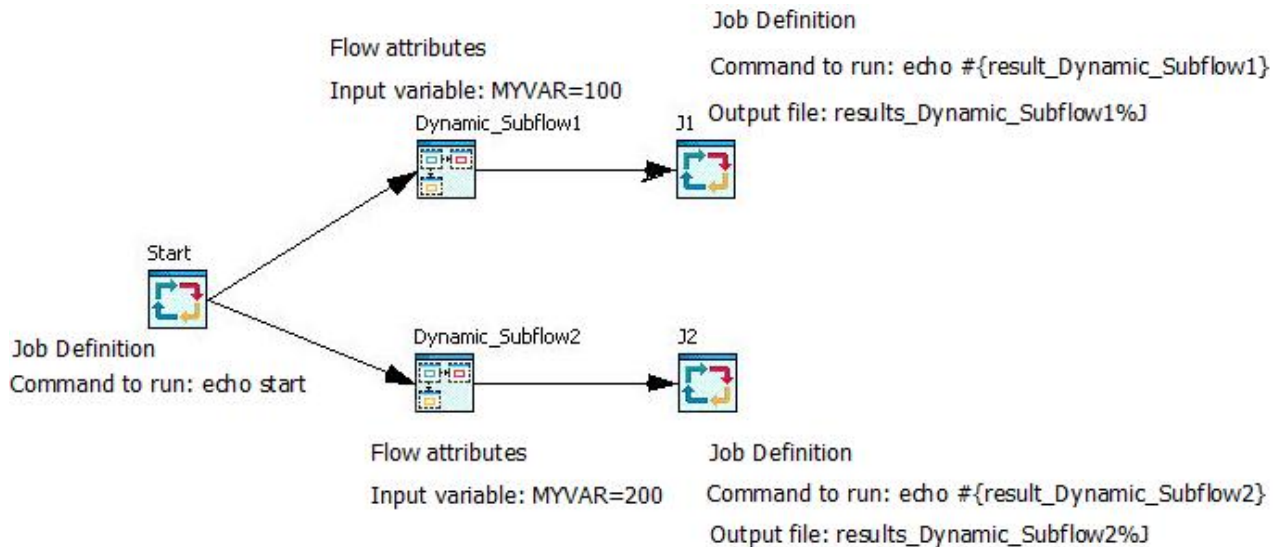 Job Definition
Flow attributes
Command to run: echo #{result_Dynamic_Subflow1}
Input variable: MYVAR=100
Output file: results_Dynamic_Subflow1%J
Dynamic_Subflow1
J1
Start
Job Definition
Command to run: echo start
Dynamic_Subflow2
J2
Flow attributes
Input variable: MYVAR=200
Job Definition
Command to run: echo #{result_Dynamic_Subflow2}
Output file: results_Dynamic_Subflow2%J